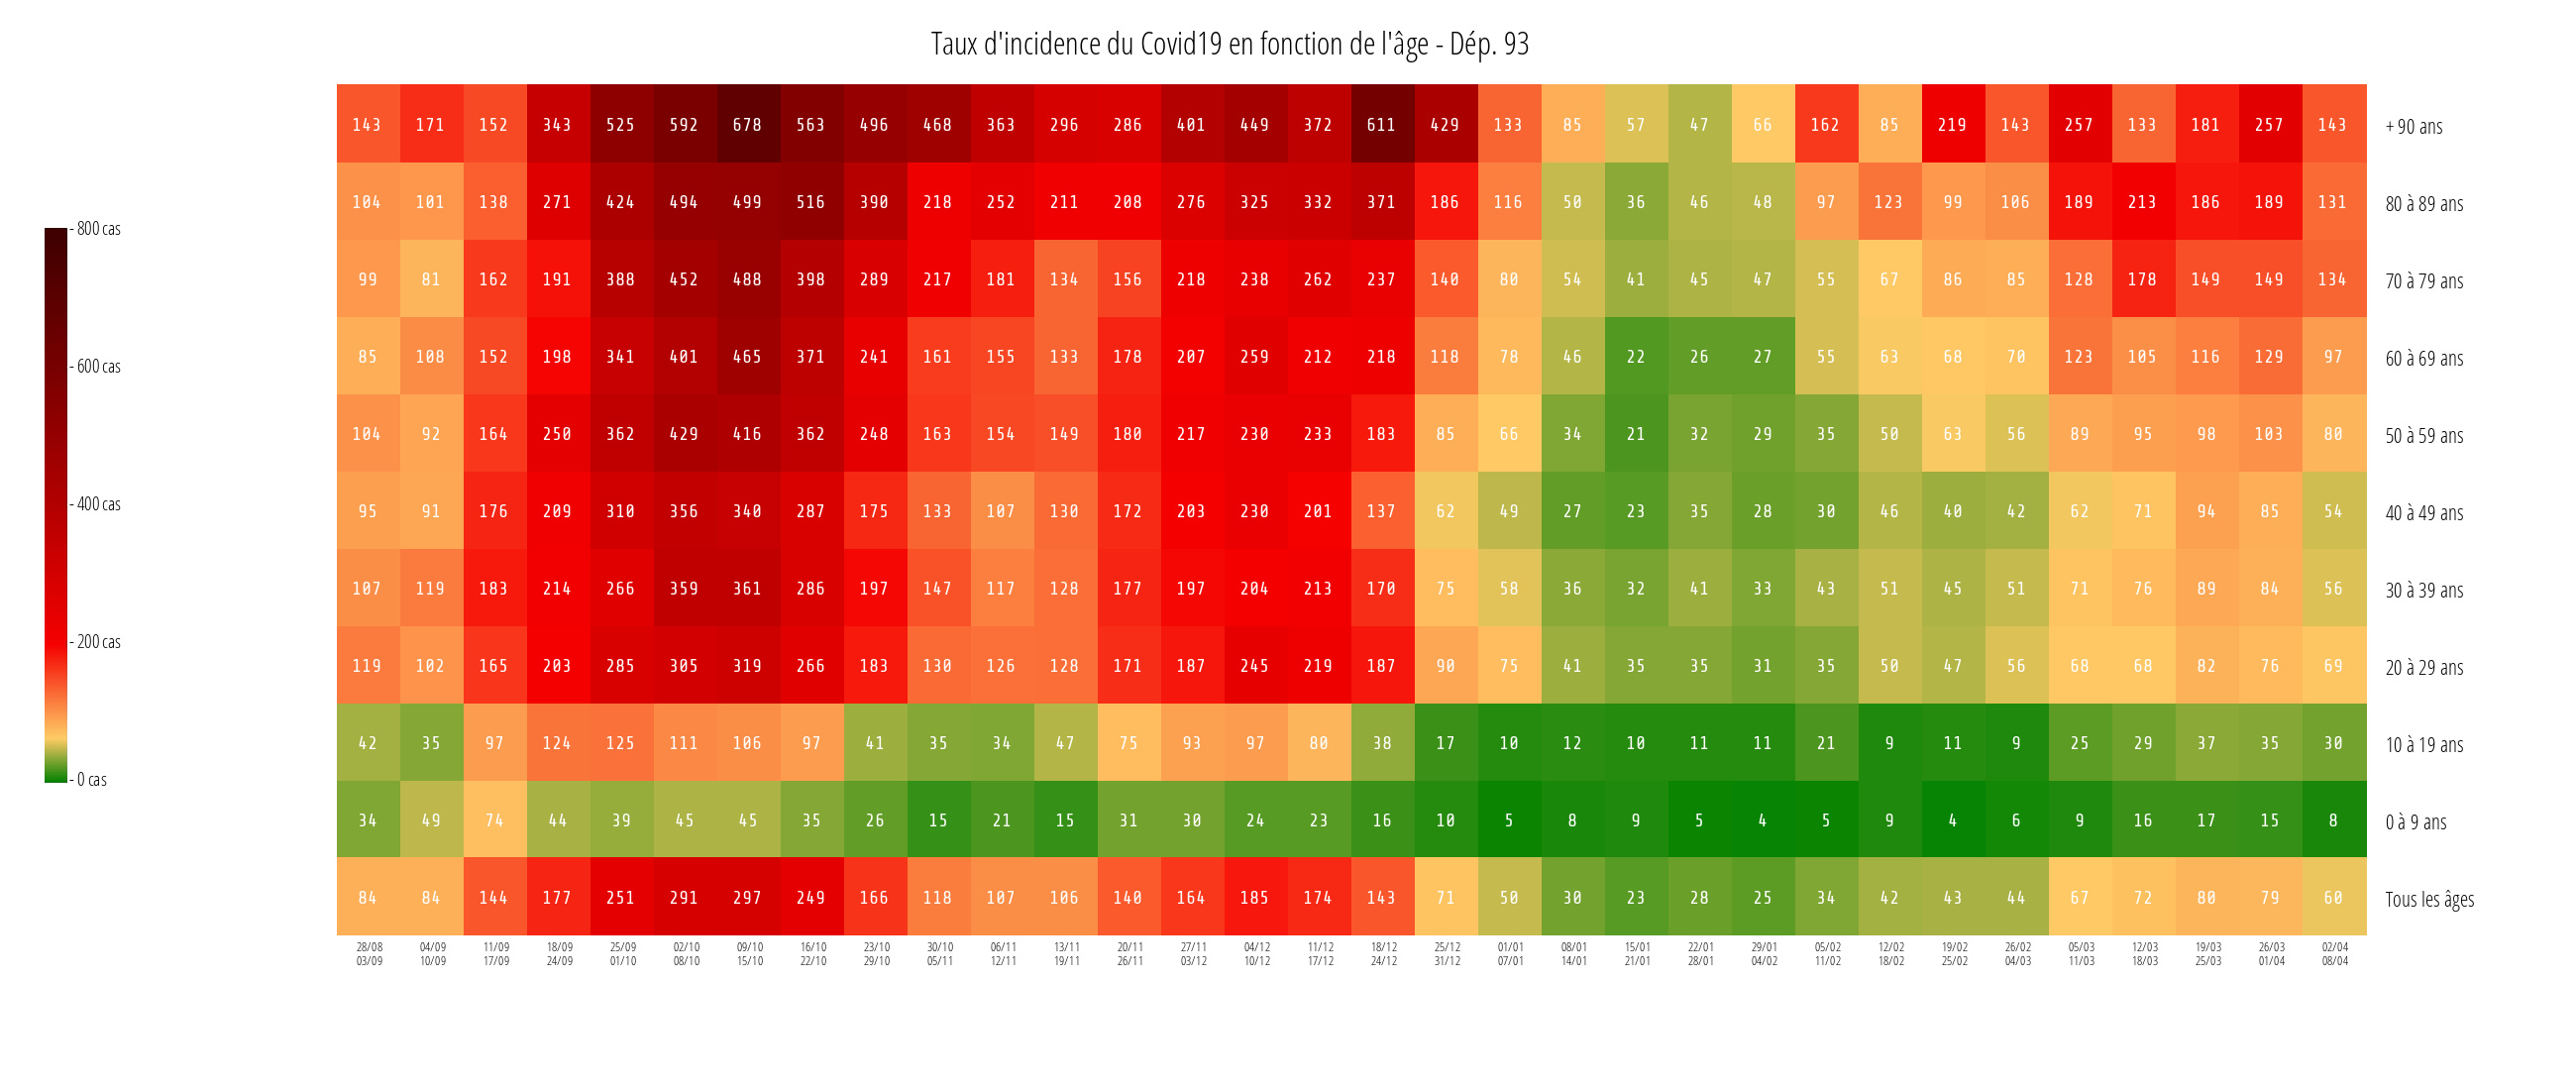 Taux d'incidence du Covid19 en fonction de l'âge - Dép. 93
- 800 cas
- 600 cas
- 400 cas
- 200 cas
- 0 cas
143 171 152 343 525 592 678 563 496 468 363 296 286 401 449 372 611 429 133 85 57 47 66 162 85 219 143 257 133 181 257 143 + 90 ans
104 101 138 271 424 494 499 516 390 218 252 211 208 276 325 332 371 186 116 50 36 46 48 97 123 99 106 189 213 186 189 131 80 à 89 ans
99 81 162 191 388 452 488 398 289 217 181 134 156 218 238 262 237 140 80 54 41 45 47 55 67 86 85 128 178 149 149 134 70 à 79 ans
85 108 152 198 341 401 465 371 241 161 155 133 178 207 259 212 218 118 78 46 22 26 27 55 63 68 70 123 105 116 129 97 60 à 69 ans
104 92 164 250 362 429 416 362 248 163 154 149 180 217 230 233 183 85 66 34 21 32 29 35 50 63 56 89 95 98 103 80 50 à 59 ans
95 91 176 209 310 356 340 287 175 133 107 130 172 203 230 201 137 62 49 27 23 35 28 30 46 40 42 62 71 94 85 54 40 à 49 ans
107 119 183 214 266 359 361 286 197 147 117 128 177 197 204 213 170 75 58 36 32 41 33 43 51 45 51 71 76 89 84 56 30 à 39 ans
119 102 165 203 285 305 319 266 183 130 126 128 171 187 245 219 187 90 75 41 35 35 31 35 50 47 56 68 68 82 76 69 20 à 29 ans
42 35 97 124 125 111 106 97 41 35 34 47 75 93 97 80 38 17 10 12 10 11 11 21 9 11 9 25 29 37 35 30 10 à 19 ans
34 49 74 44 39 45 45 35 26 15 21 15 31 30 24 23 16 10 5 8 9 5 4 5 9 4 6 9 16 17 15 8 0 à 9 ans
84 84 144 177 251 291 297 249 166 118 107 106 140 164 185 174 143 71 50 30 23 28 25 34 42 43 44 67 72 80 79 60 Tous les âges
28/08 04/09 11/09 18/09 25/09 02/10 09/10 16/10 23/10 30/10 06/11 13/11 20/11 27/11 04/12 11/12 18/12 25/12 01/01 08/01 15/01 22/01 29/01 05/02 12/02 19/02 26/02 05/03 12/03 19/03 26/03 02/04
03/09 10/09 17/09 24/09 01/10 08/10 15/10 22/10 29/10 05/11 12/11 19/11 26/11 03/12 10/12 17/12 24/12 31/12 07/01 14/01 21/01 28/01 04/02 11/02 18/02 25/02 04/03 11/03 18/03 25/03 01/04 08/04